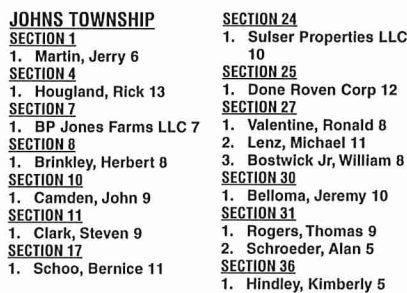 JOHNS TOWNSHIP
SECTION 1
1. Martin, Jerry 6
SECTION 4
1. Hougland, Rick 13
SECTION 7
1. BP Jones Farms LLC 7
SECTION 8
1. Brinkley, Herbert 8
SECTION 10
1. Camden, John 9
SECTION 11
1. Clark, Steven 9
SECTION 17
1. Schoo, Bernice 11
SECTION 24
1. Sulser Properties LLC
10
SECTION 25
1. Done Roven Corp 12
SECTION 27
1. Valentine, Ronald 8
2. Lenz, Michael 11
3. Bostwick Jr, William 8
SECTION 30
1. Belloma, Jeremy 10
SECTION 31
1. Rogers, Thomas 9
2. Schroeder, Alan 5
SECTION 36
1. Hindley, Kimberly 5